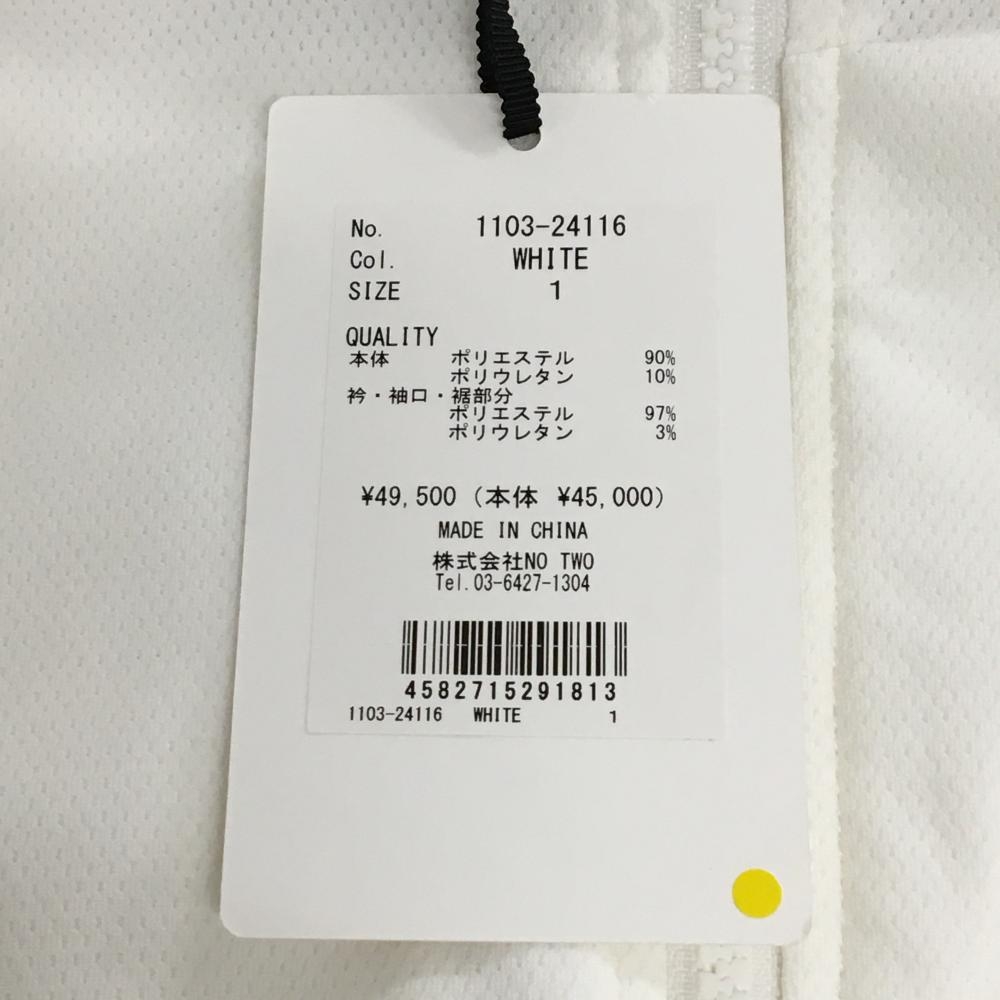 No. 1103-24116
Col. WHITE
SIZE 1
QUALITY
本体 ポリエステル 90%
ポリウレタン 10%
衿・袖口・裾部分
ポリエステル 97%
ポリウレタン 3%
¥49,500 (本体 ¥45,000)
MADE IN CHINA
株式会社NO TWO
Tel.03-6427-1304
4582715291813
1103-24116 WHITE 1